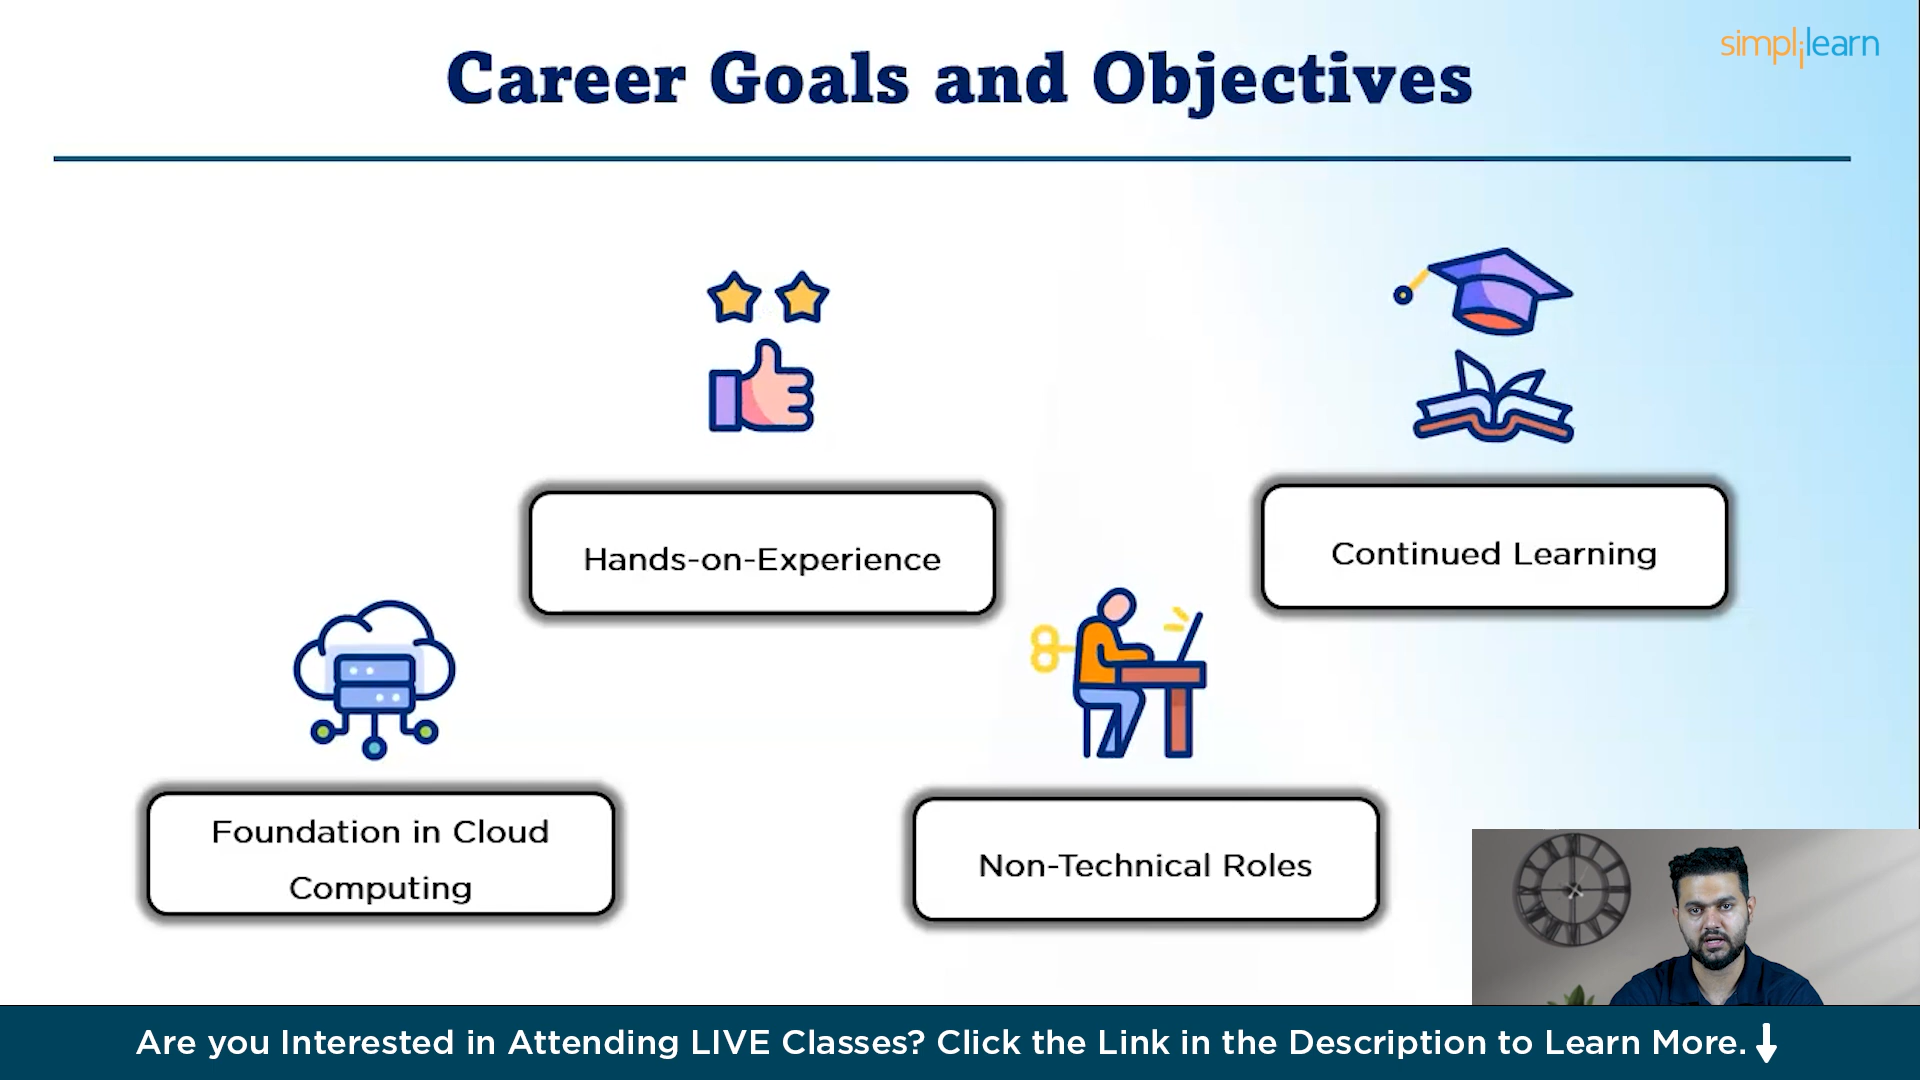 simplilearn
Career Goals and Objectives
Hands-on-Experience
Continued Learning
Foundation in Cloud
Computing
Non-Technical Roles
Are you Interested in Attending LIVE Classes? Click the Link in the Description to Learn More.